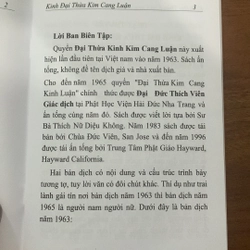 2
Kinh Đại Thừa Kim Cang Luận
3
Lời Ban Biên Tập:
Quyển Đại Thừa Kinh Kim Cang Luận này xuất
hiện lần đầu tiên tại Việt Nam vào năm 1963. Sách ấn
tống, không đề tên dịch giả và nhà xuất bản.
Cho đến năm 1965 quyển "Đại Thừa Kim Cang
Kinh Luận" chính thức được Đại Đức Thích Viên
Giác dịch tại Phật Học Viện Hải Đức Nha Trang và
ấn tống cũng năm đó. Sách được viết lời tựa bởi Sư
Bà Thích Nữ Diệu Không. Năm 1983 sách được tái
bản bởi Chùa Đức Viên, San Jose và năm 1996 được
tái ấn tống bởi Trung Tâm Phật Giáo Hayward,
Hayward California.
Hai bản dịch có nội dung và cấu trúc trình bày
tương tợ, tuy lời văn có đôi chút khác. Thí dụ như trai
lành gái tín nơi bản dịch năm 1963 thì bản dịch năm
1965 là người nam người nữ. Dưới đây là bản dịch
năm 1963: